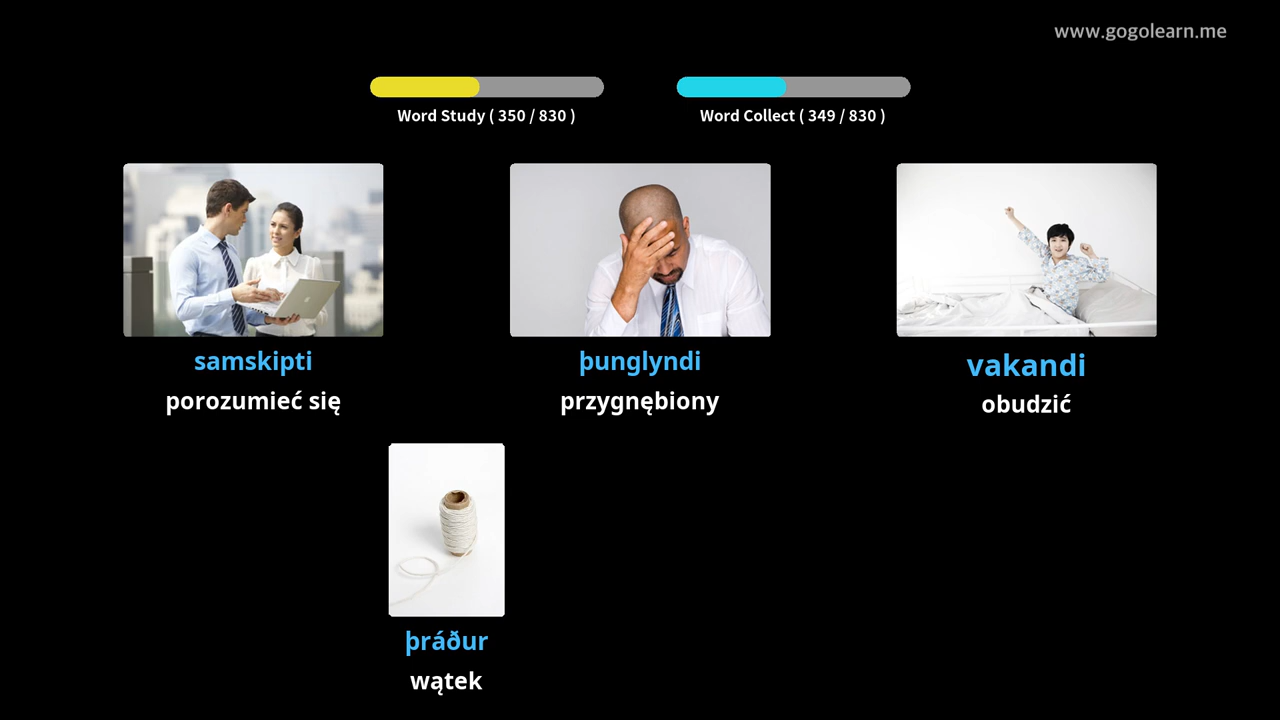 www.gogolearn.me
Word Study ( 350 / 830 )
Word Collect ( 349 / 830 )
samskipti
porozumieć się
þunglyndi
przygnębiony
vakandi
obudzić
þráður
wątek